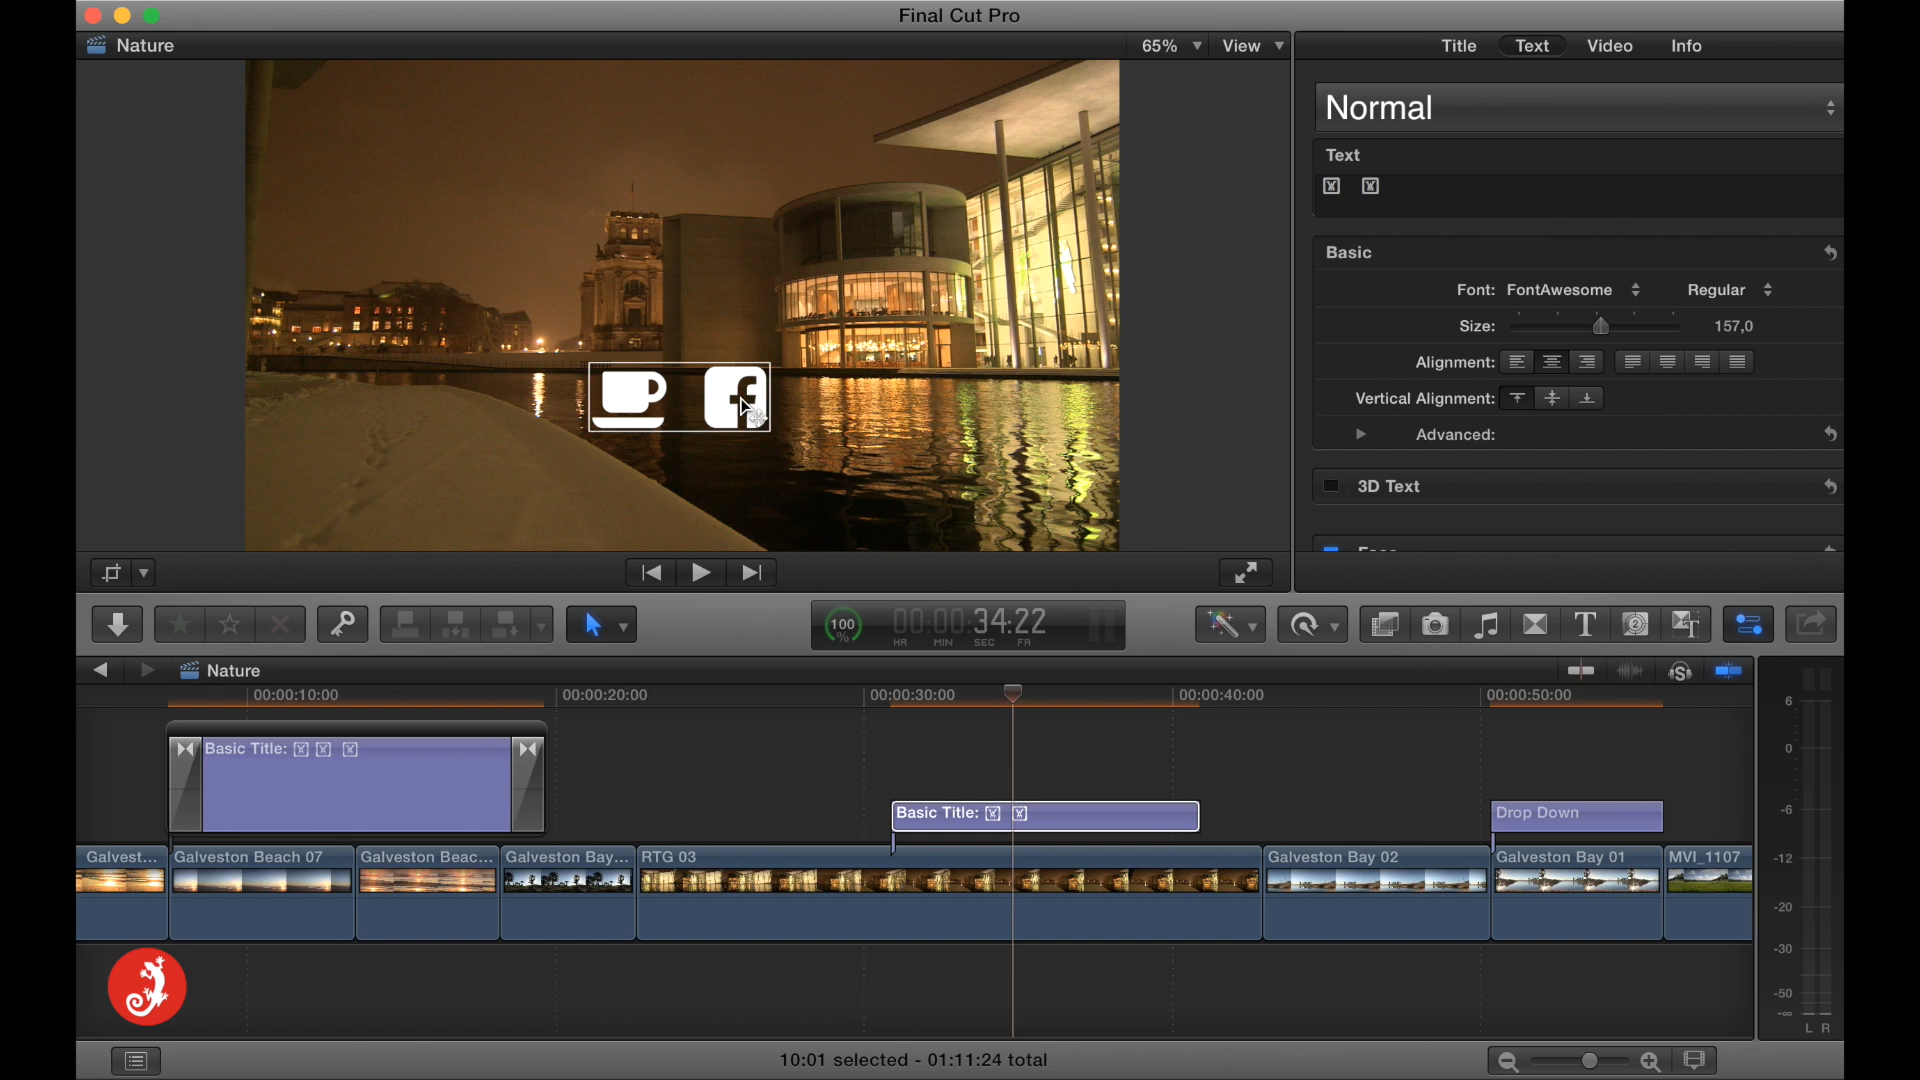 Final Cut Pro
Nature
65%
View
Title
Text
Video
Info
Normal
Text
Basic
Font: FontAwesome
Regular
Size:
157,0
Alignment:
Vertical Alignment:
Advanced:
3D Text
100
%
00:00:34:22
HR MIN SEC FR
Nature
00:00:10:00
00:00:20:00
00:00:30:00
00:00:40:00
00:00:50:00
Basic Title:
Basic Title:
Drop Down
Galvest...
Galveston Beach 07
Galveston Beac...
Galveston Bay...
RTG 03
Galveston Bay 02
Galveston Bay 01
MVI_1107
6
0
-6
-12
-20
-30
-50
-∞
L R
10:01 selected - 01:11:24 total